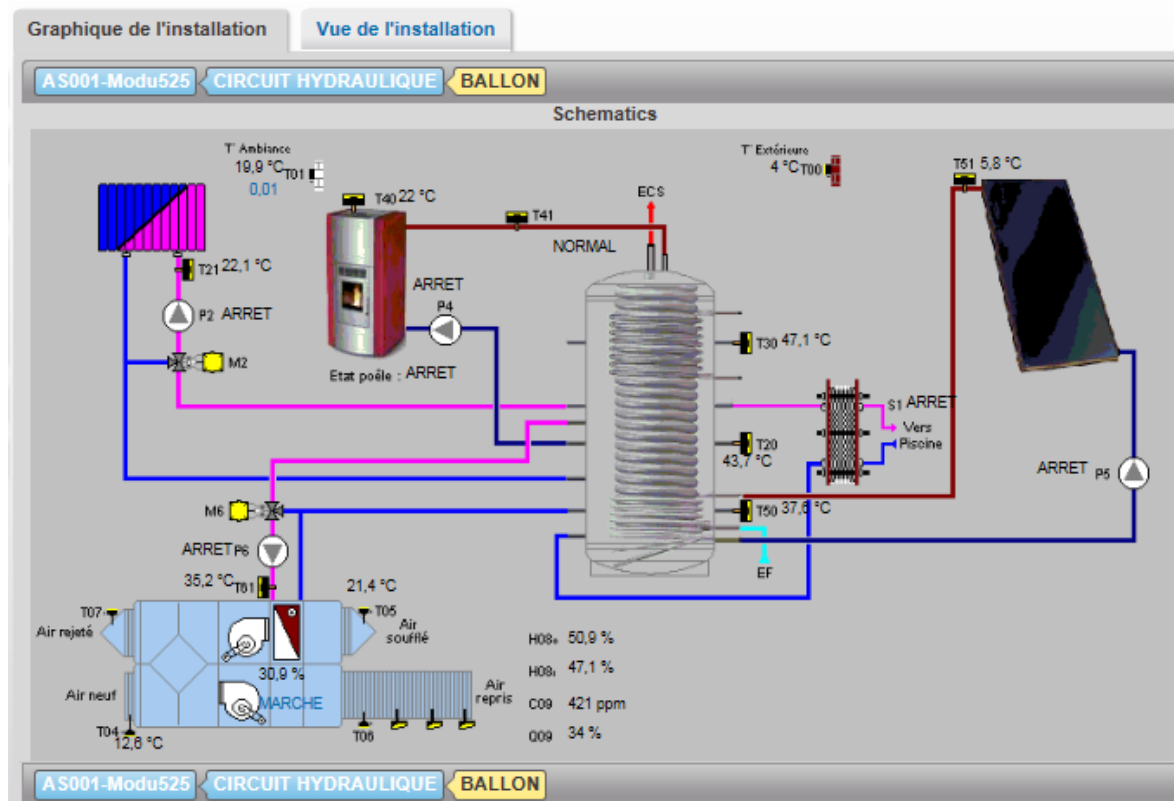 Graphique de l'installation
Vue de l'installation
AS001-Modu525
CIRCUIT HYDRAULIQUE
BALLON
Schematics
T° Ambiance
19,9 °C T01
0,01
T° Extérieure
4 °C T00
T51 5,8 °C
T40 22 °C
T41
ECS
NORMAL
T21 22,1 °C
ARRET
P4
P2 ARRET
T30 47,1 °C
M2
Etat poêle : ARRET
S1 ARRET
Vers
Piscine
T20
43,7 °C
ARRET P5
M6
T50 37,6 °C
ARRET P6
EF
35,2 °C T61
21,4 °C
T07
T05
Air rejeté
Air
soufflé
H08e 50,9 %
30,9 %
H08i 47,1 %
Air neuf
MARCHE
Air
repris
C09 421 ppm
T04
12,6 °C
T06
Q09 34 %
AS001-Modu525
CIRCUIT HYDRAULIQUE
BALLON